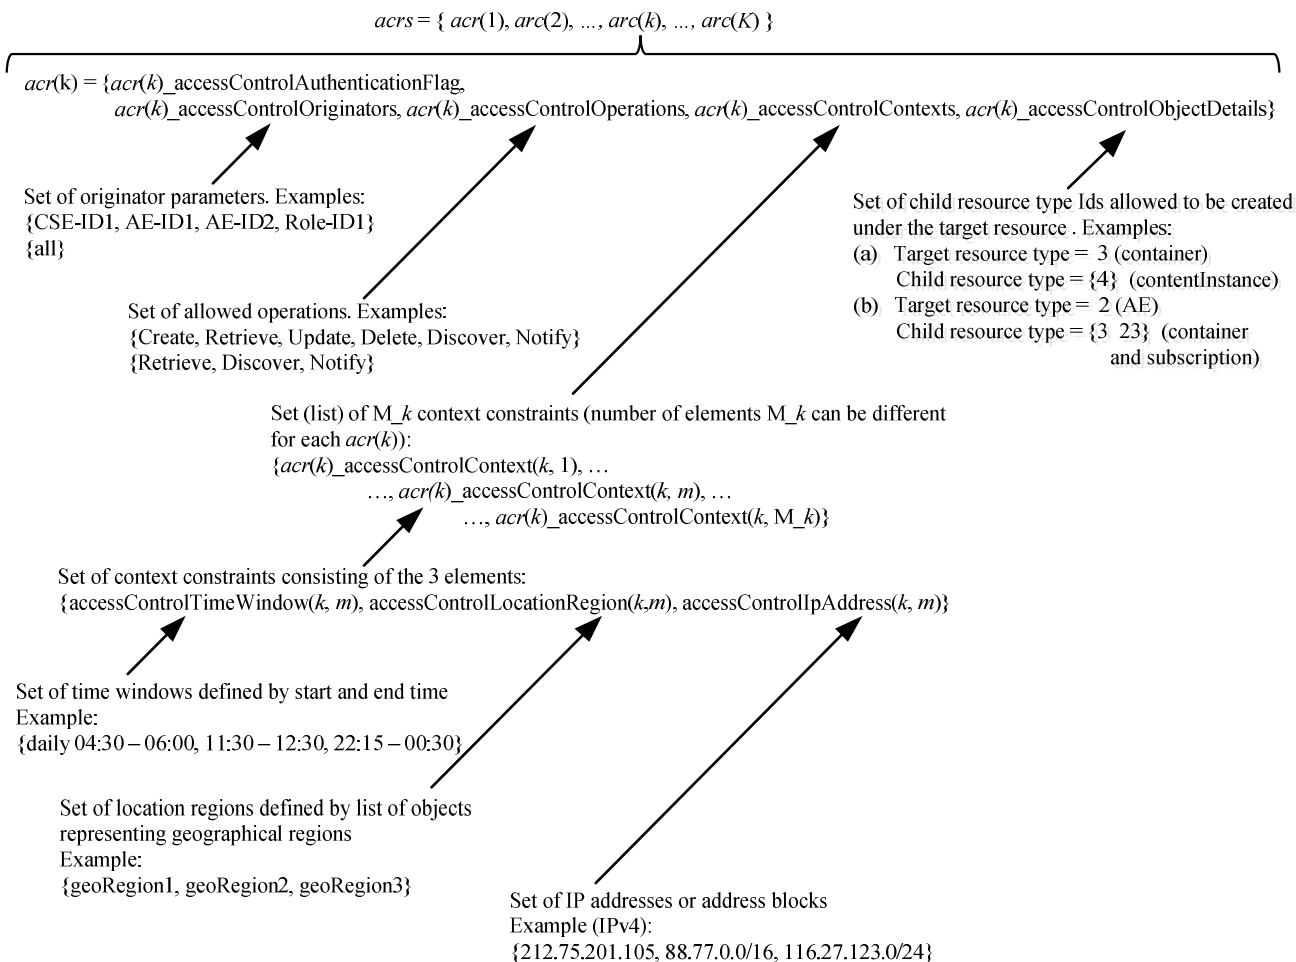 acrs = { acr(1), arc(2), ..., arc(k), ..., arc(K) }
acr(k) = {acr(k)_accessControlAuthenticationFlag,
acr(k)_accessControlOriginators, acr(k)_accessControlOperations, acr(k)_accessControlContexts, acr(k)_accessControlObjectDetails}
Set of originator parameters. Examples:
{CSE-ID1, AE-ID1, AE-ID2, Role-ID1}
{all}
Set of child resource type Ids allowed to be created
under the target resource . Examples:
(a) Target resource type = 3 (container)
Child resource type = {4} (contentInstance)
(b) Target resource type = 2 (AE)
Child resource type = {3 23} (container
and subscription)
Set of allowed operations. Examples:
{Create, Retrieve, Update, Delete, Discover, Notify}
{Retrieve, Discover, Notify}
Set (list) of M_k context constraints (number of elements M_k can be different
for each acr(k)):
{acr(k)_accessControlContext(k, 1), …
…, acr(k)_accessControlContext(k, m), …
…, acr(k)_accessControlContext(k, M_k)}
Set of context constraints consisting of the 3 elements:
{accessControlTimeWindow(k, m), accessControlLocationRegion(k,m), accessControlIpAddress(k, m)}
Set of time windows defined by start and end time
Example:
{daily 04:30 – 06:00, 11:30 – 12:30, 22:15 – 00:30}
Set of location regions defined by list of objects
representing geographical regions
Example:
{geoRegion1, geoRegion2, geoRegion3}
Set of IP addresses or address blocks
Example (IPv4):
{212.75.201.105, 88.77.0.0/16, 116.27.123.0/24}